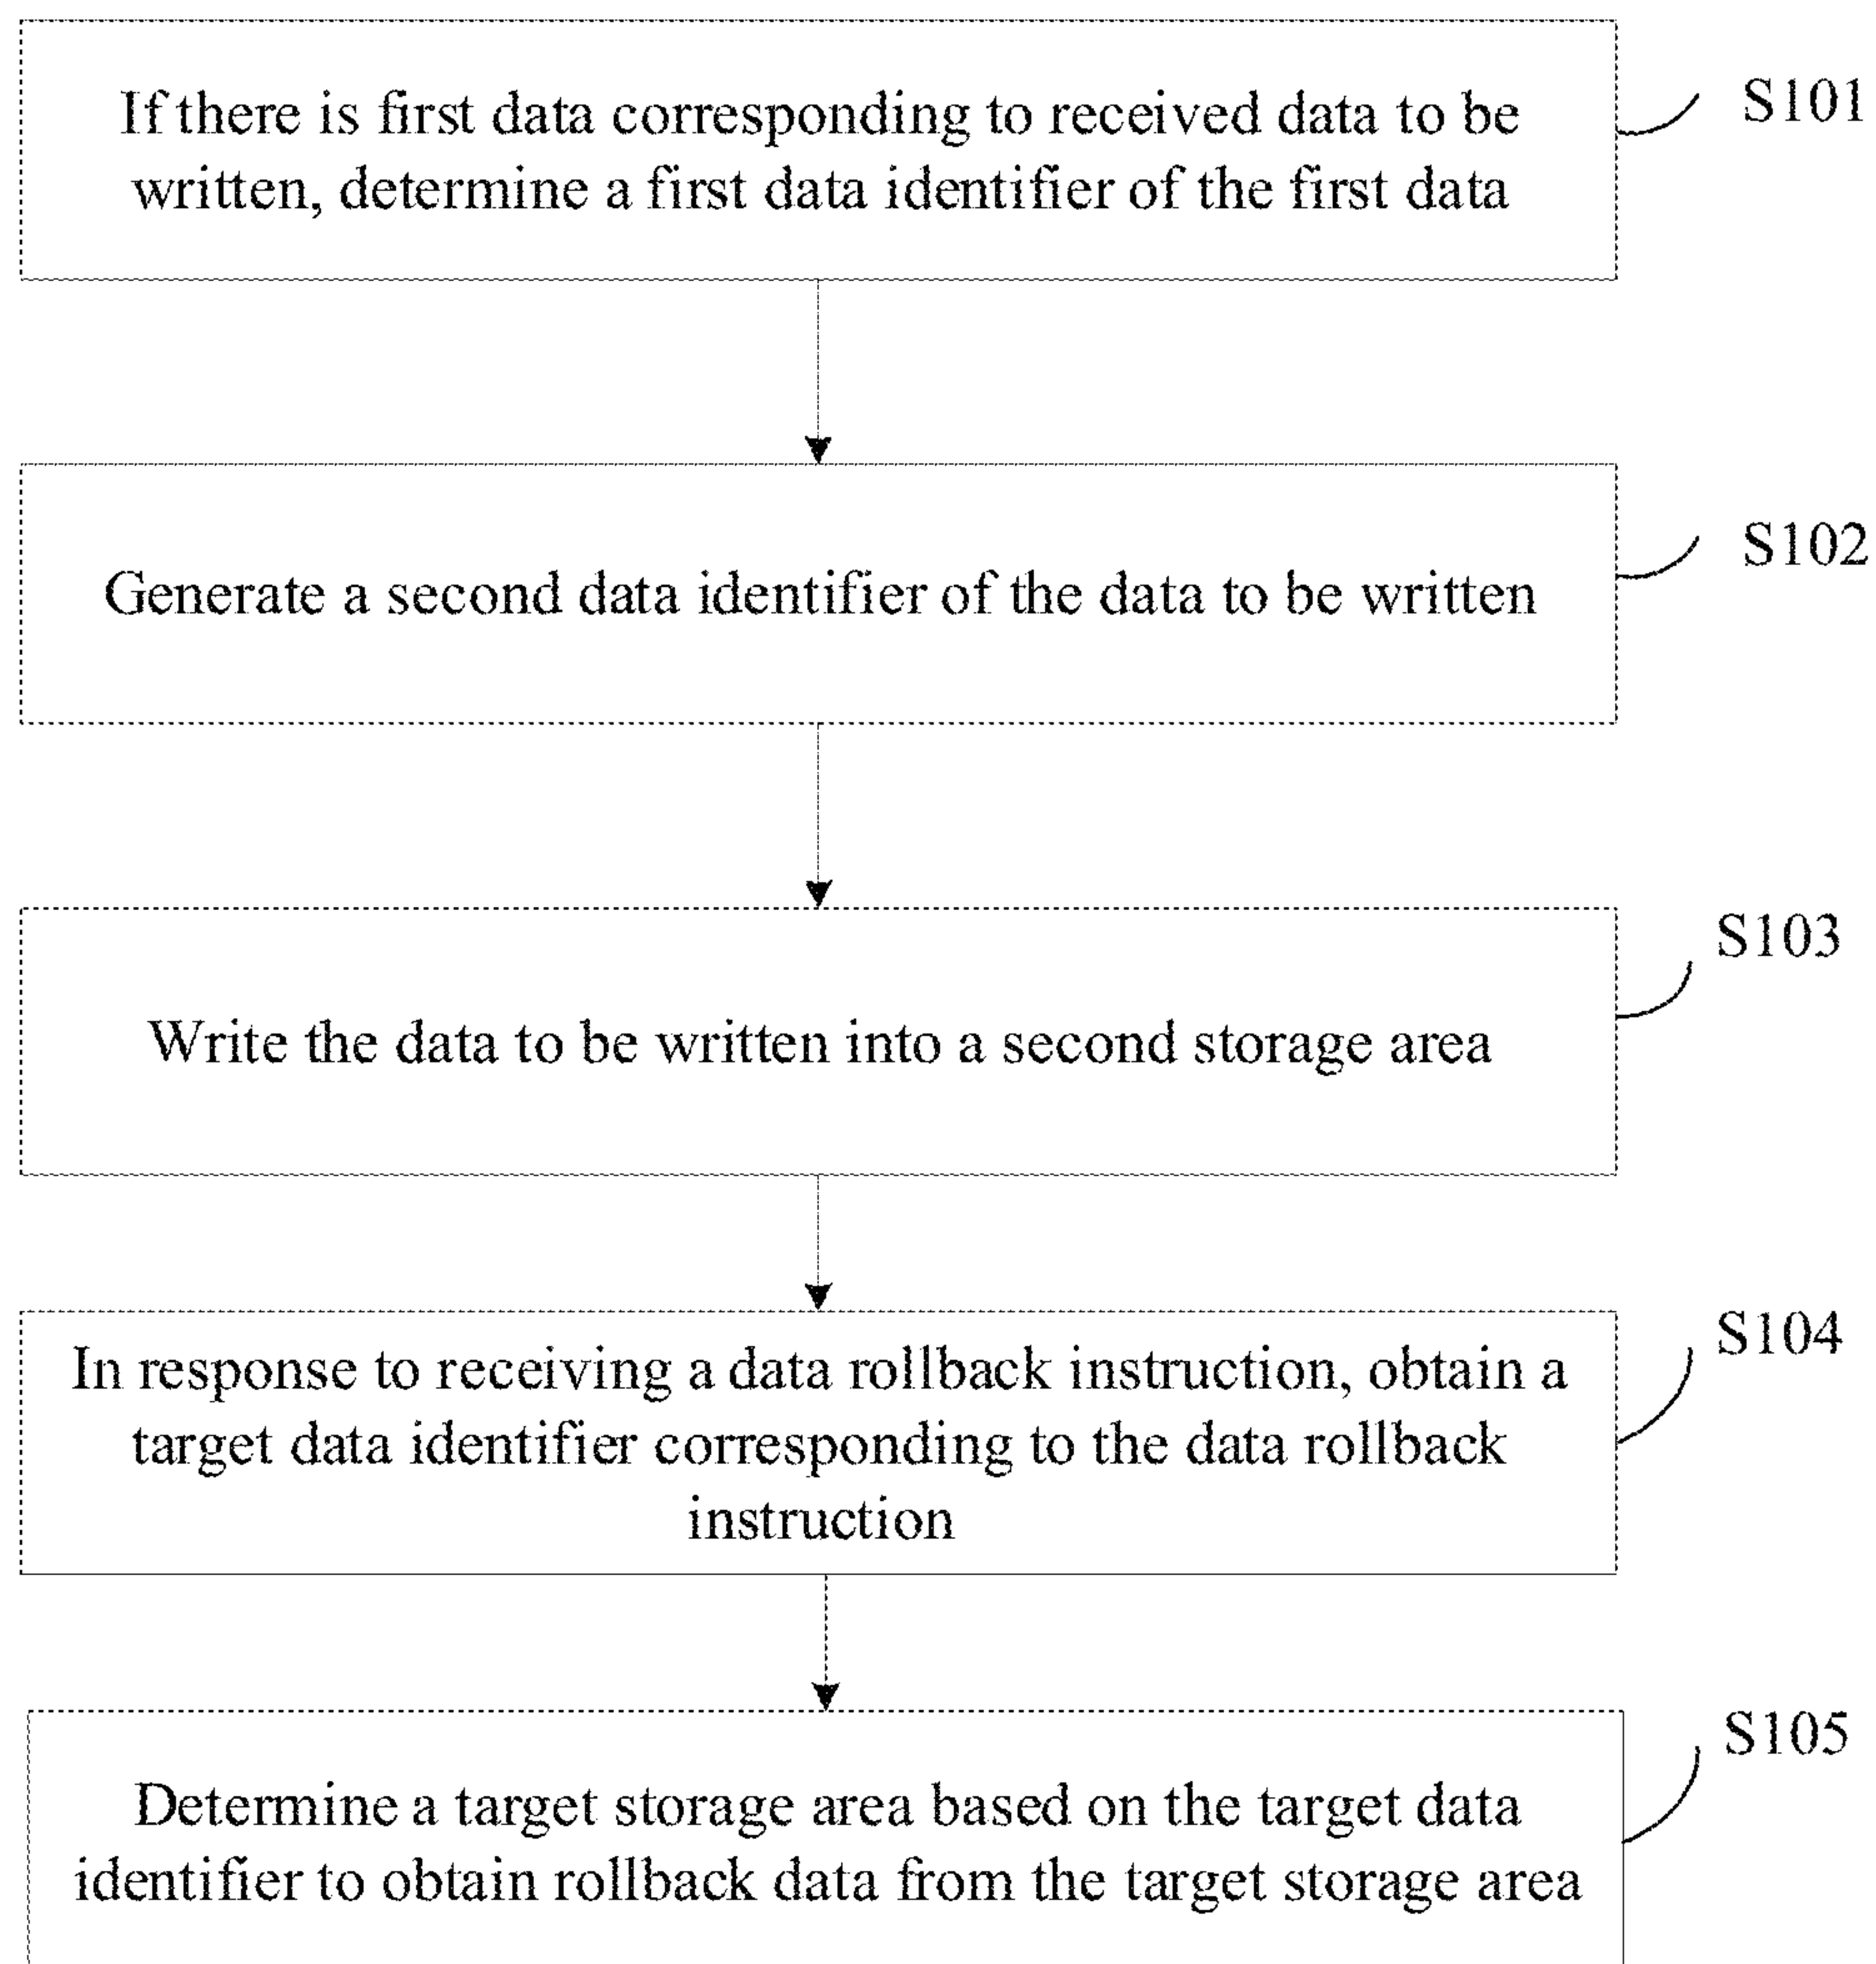 If there is first data corresponding to received data to be
written, determine a first data identifier of the first data
S101
Generate a second data identifier of the data to be written
S102
Write the data to be written into a second storage area
S103
In response to receiving a data rollback instruction, obtain a
target data identifier corresponding to the data rollback
instruction
S104
Determine a target storage area based on the target data
identifier to obtain rollback data from the target storage area
S105